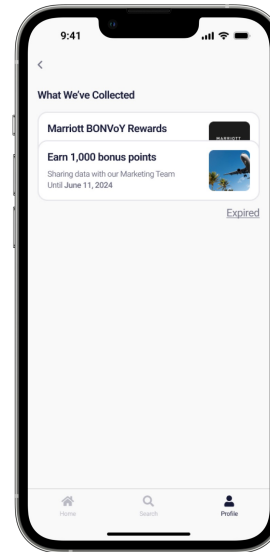 9:41
What We've Collected
Marriott BONVoY Rewards
MARRIOTT
Earn 1,000 bonus points
Sharing data with our Marketing Team
Until June 11, 2024
Expired
Home
Search
Profile